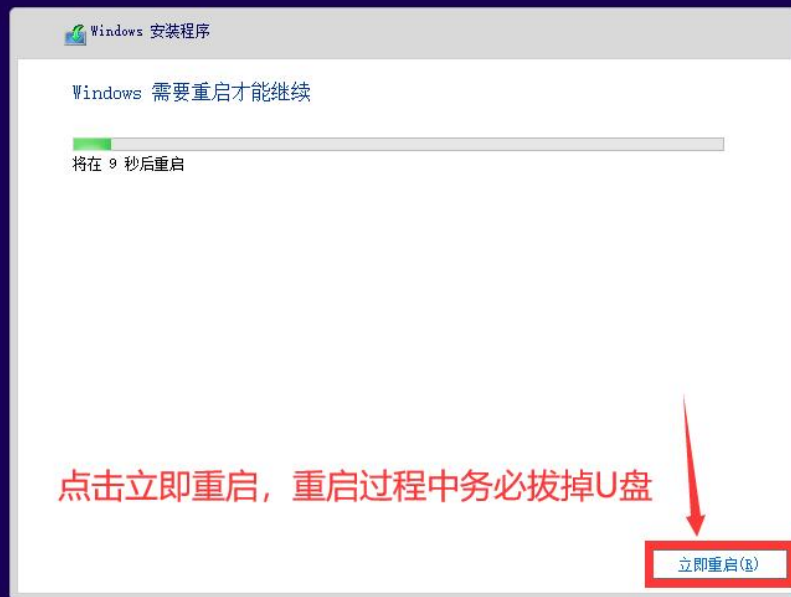 Windows 安装程序
Windows 需要重启才能继续
将在 9 秒后重启
点击立即重启，重启过程中务必拔掉U盘
立即重启(R)